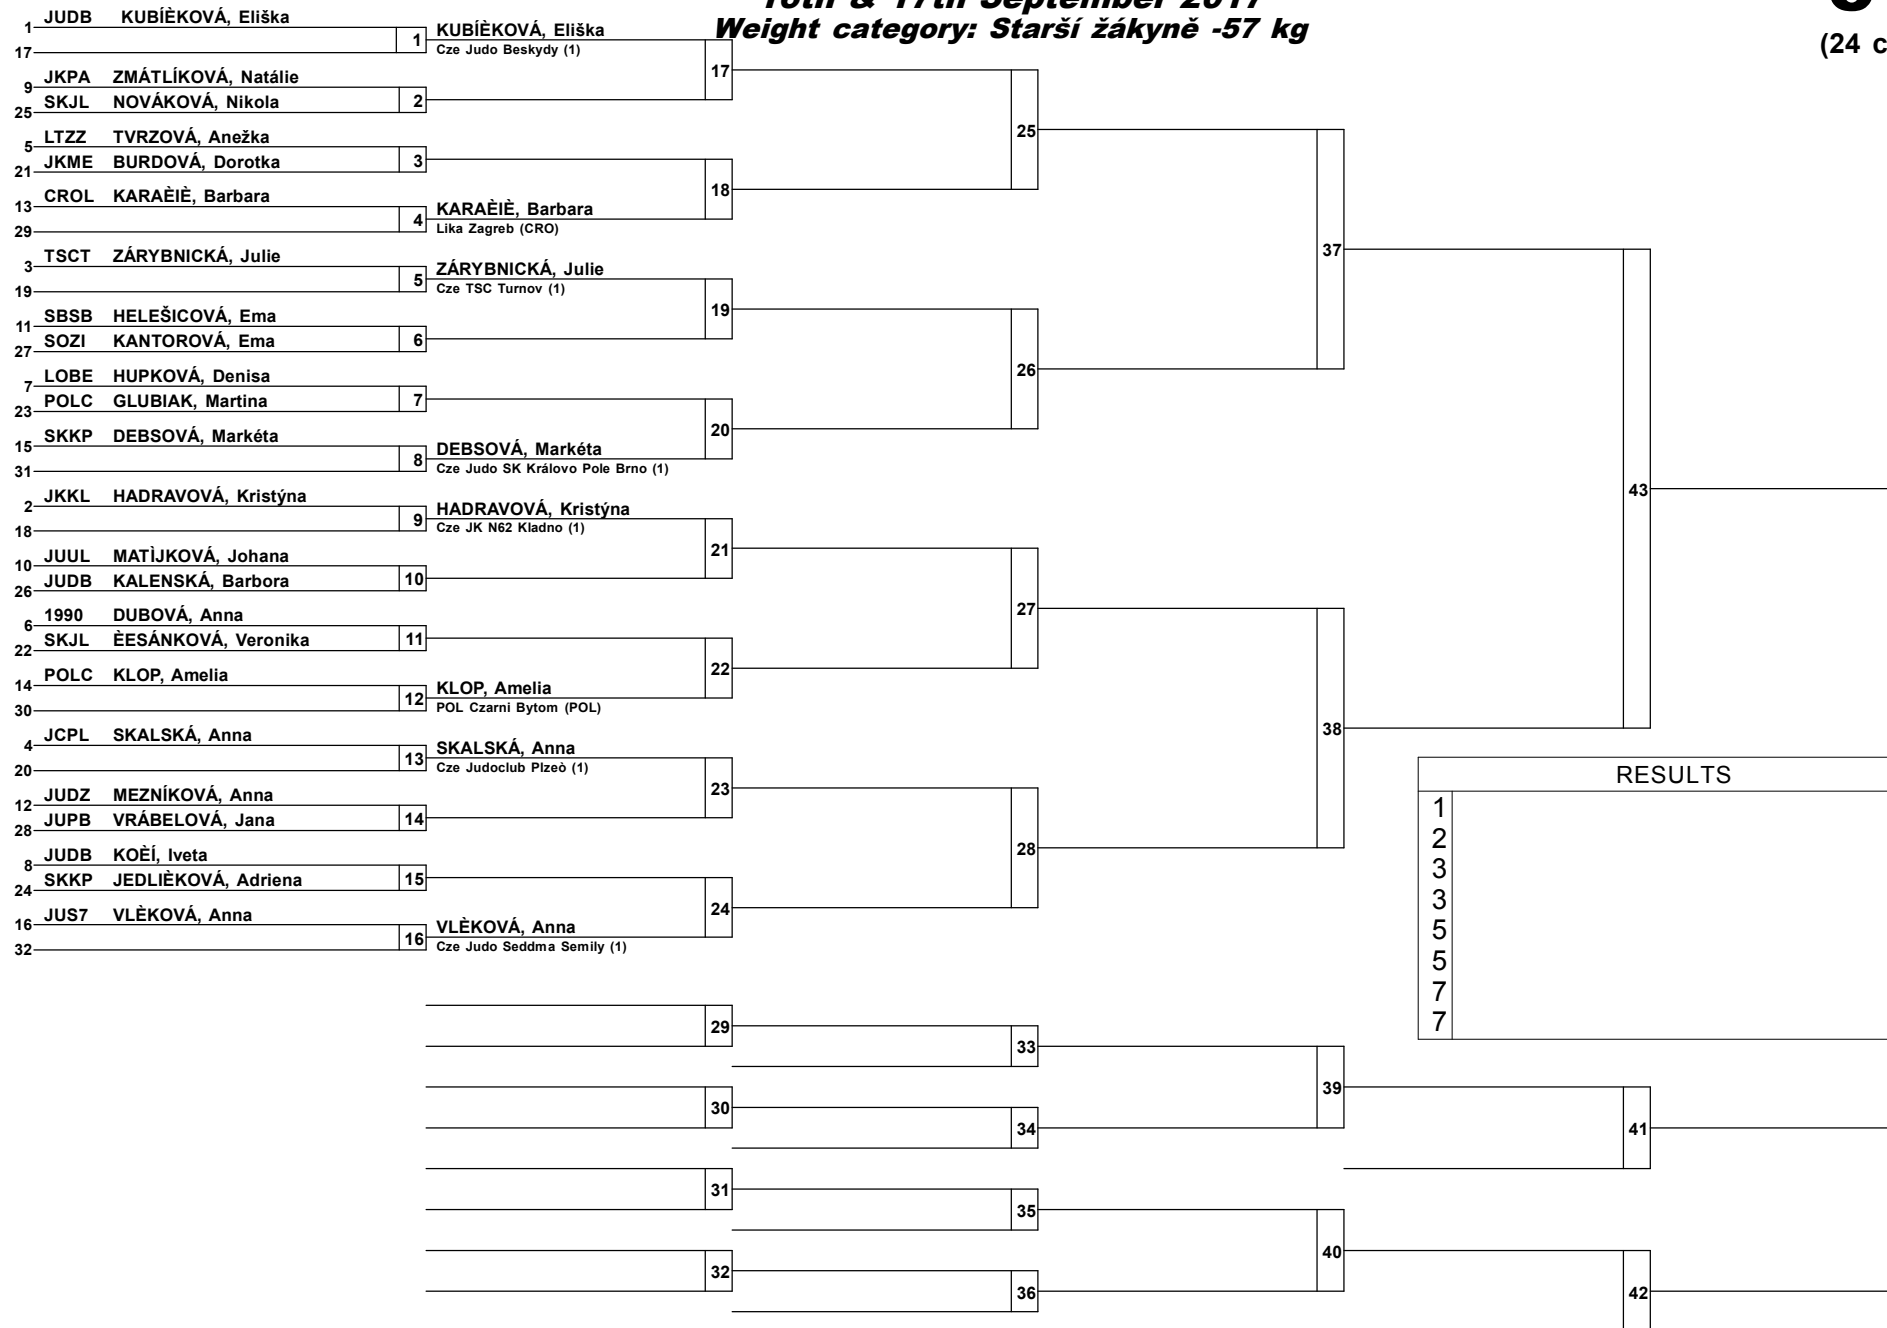 16th & 17th September 2017
Weight category: Starší žákyně -57 kg
(24 c
1 JUDB KUBÍÈKOVÁ, Eliška
17
1 KUBÍÈKOVÁ, Eliška
Cze Judo Beskydy (1)
9 JKPA ZMÁTLÍKOVÁ, Natálie
25 SKJL NOVÁKOVÁ, Nikola
2
17
5 LTZZ TVRZOVÁ, Anežka
21 JKME BURDOVÁ, Dorotka
3
13 CROL KARAÈIÈ, Barbara
29
4 KARAÈIÈ, Barbara
Lika Zagreb (CRO)
18
25
3 TSCT ZÁRYBNICKÁ, Julie
19
5 ZÁRYBNICKÁ, Julie
Cze TSC Turnov (1)
11 SBSB HELEŠICOVÁ, Ema
27 SOZI KANTOROVÁ, Ema
6
19
7 LOBE HUPKOVÁ, Denisa
23 POLC GLUBIAK, Martina
7
15 SKKP DEBSOVÁ, Markéta
31
8 DEBSOVÁ, Markéta
Cze Judo SK Královo Pole Brno (1)
20
26
37
2 JKKL HADRAVOVÁ, Kristýna
18
9 HADRAVOVÁ, Kristýna
Cze JK N62 Kladno (1)
10 JUUL MATÌJKOVÁ, Johana
26 JUDB KALENSKÁ, Barbora
10
21
6 1990 DUBOVÁ, Anna
22 SKJL ÈESÁNKOVÁ, Veronika
11
14 POLC KLOP, Amelia
30
12 KLOP, Amelia
POL Czarni Bytom (POL)
22
27
4 JCPL SKALSKÁ, Anna
20
13 SKALSKÁ, Anna
Cze Judoclub Plzeò (1)
12 JUDZ MEZNÍKOVÁ, Anna
28 JUPB VRÁBELOVÁ, Jana
14
23
8 JUDB KOÈÍ, Iveta
24 SKKP JEDLIÈKOVÁ, Adriena
15
16 JUS7 VLÈKOVÁ, Anna
32
16 VLÈKOVÁ, Anna
Cze Judo Seddma Semily (1)
24
28
38
43
RESULTS
1
2
3
3
5
5
7
7
29
33
30
34
39
41
31
35
32
36
40
42